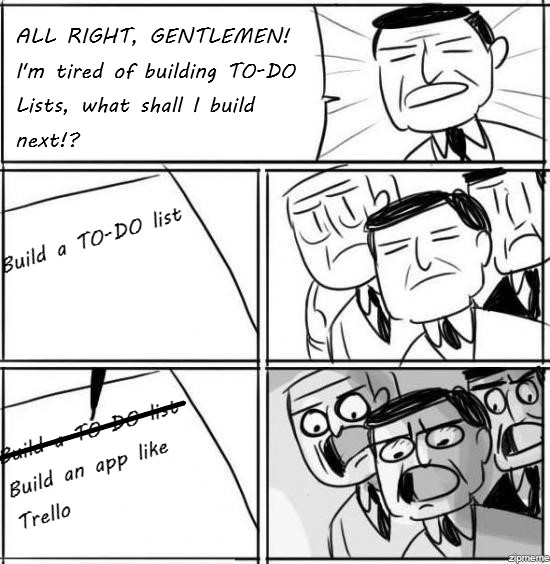 ALL RIGHT, GENTLEMEN!
I'm tired of building TO-DO
Lists, what shall I build
next!?
Build a TO-DO list
Build a TO-DO list
Build an app like
Trello
zipmeme